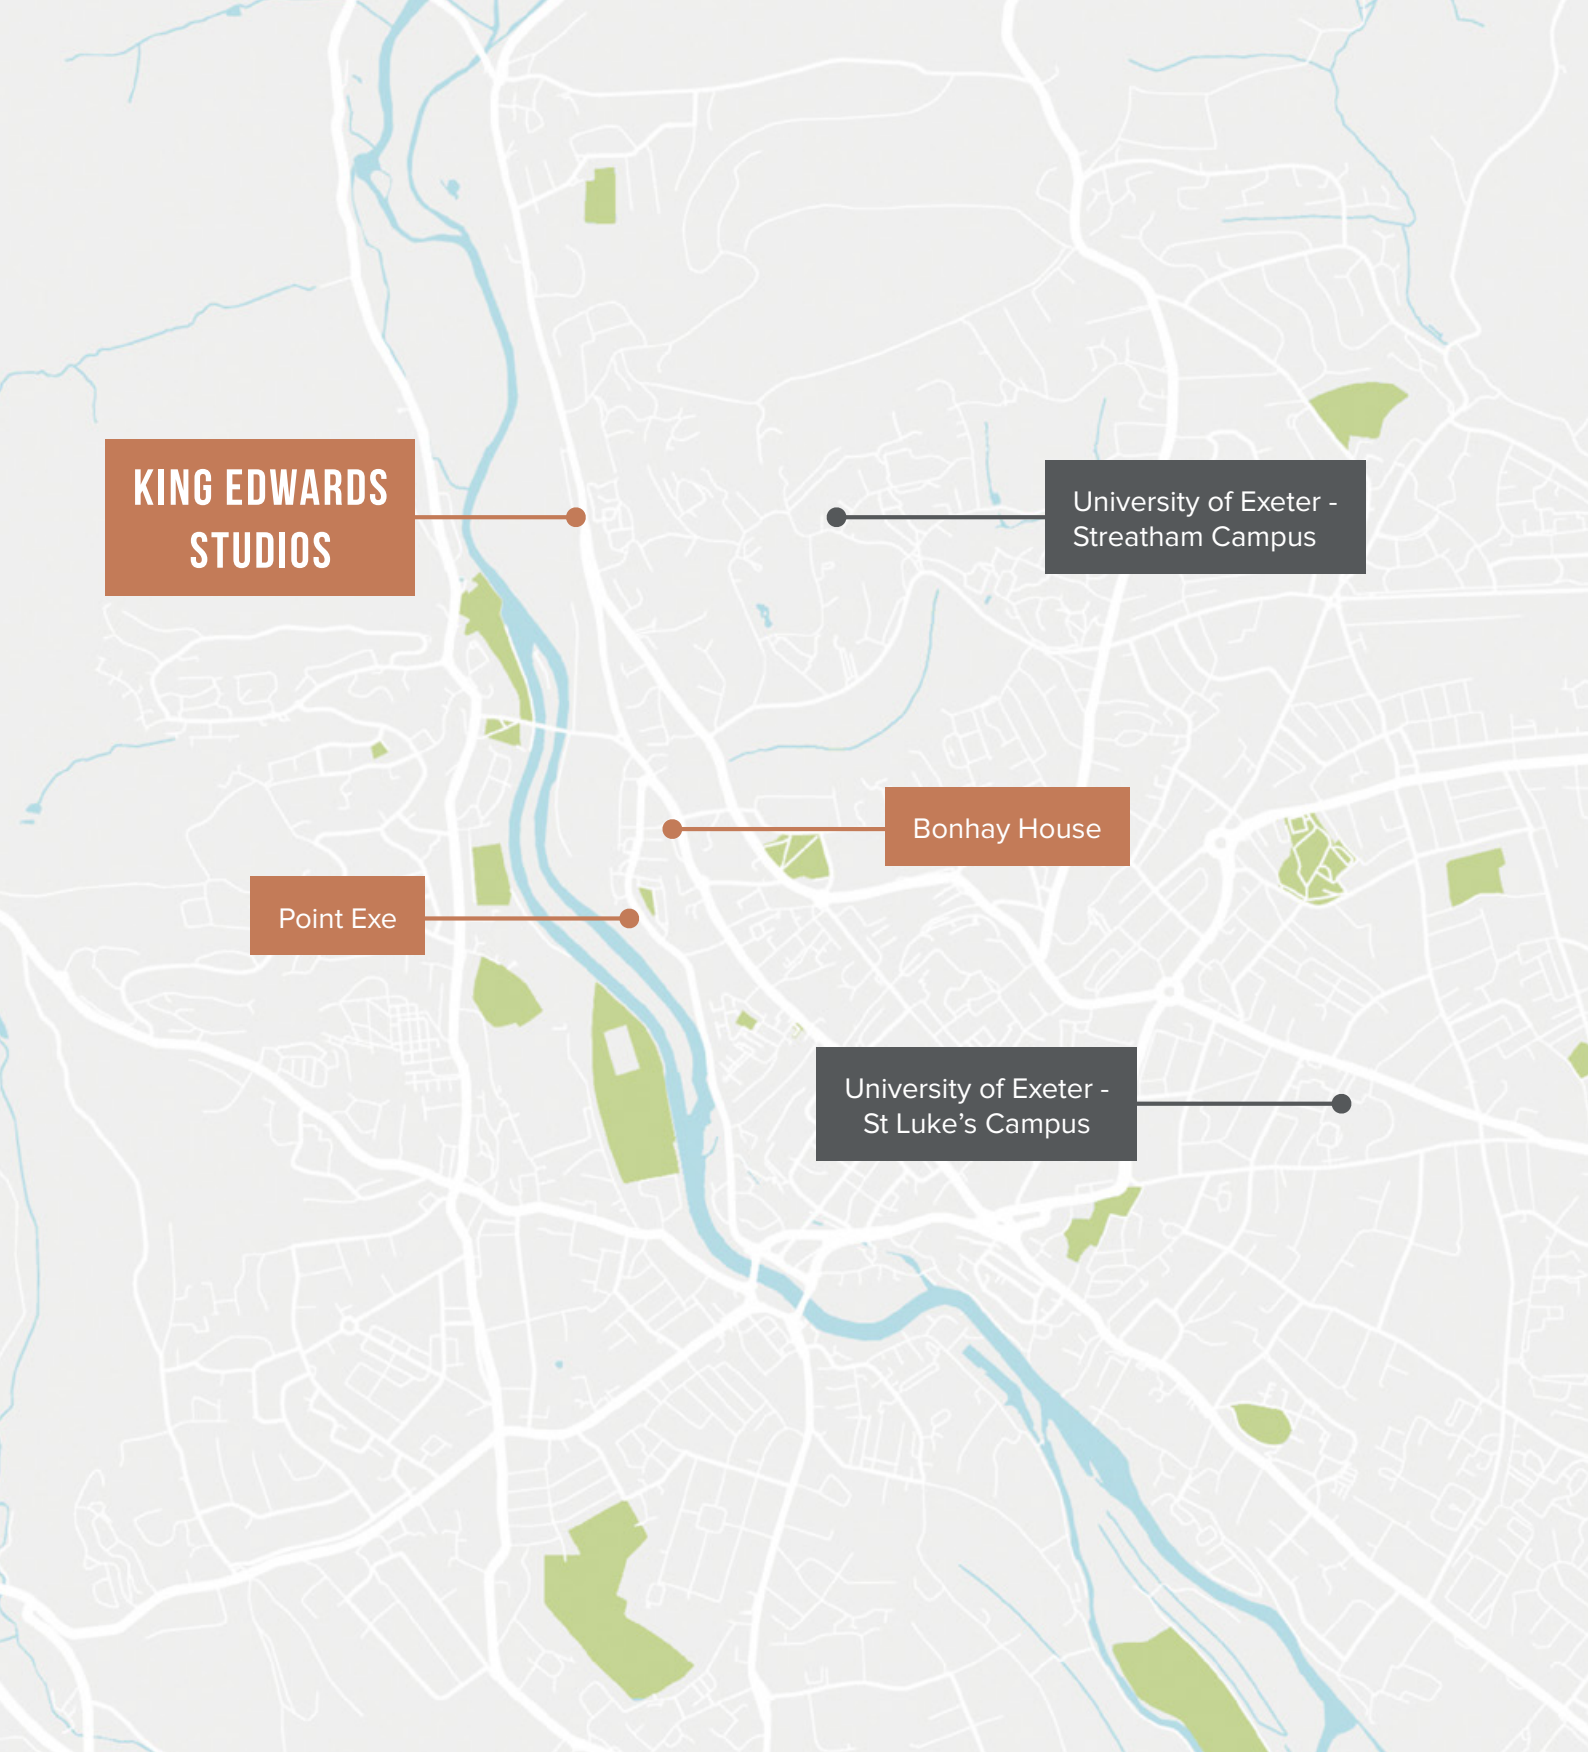 KING EDWARDS
STUDIOS
University of Exeter -
Streatham Campus
Bonhay House
Point Exe
University of Exeter -
St Luke’s Campus